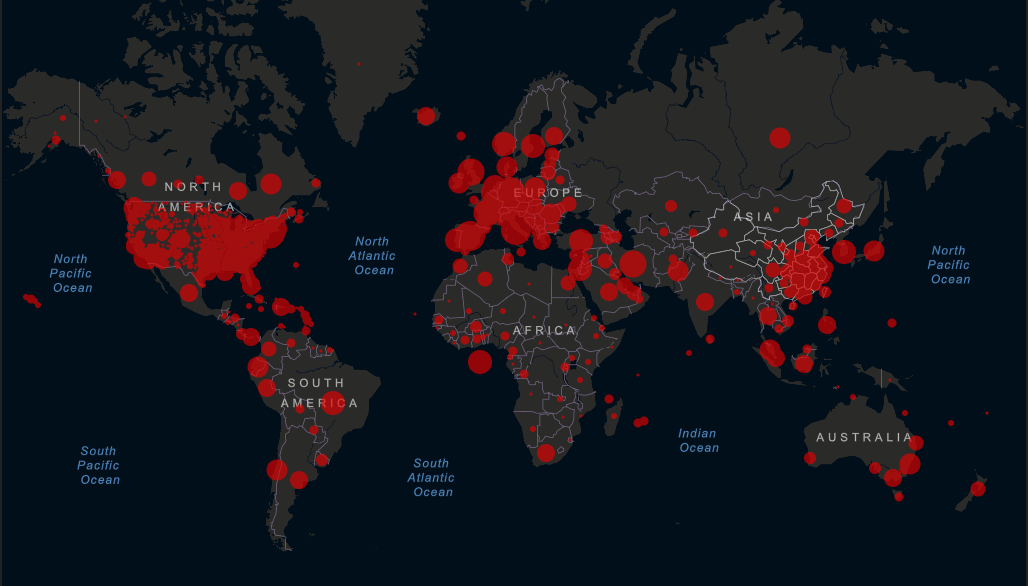 NORTH
AMERICA
EUROPE
ASIA
North
Atlantic
Ocean
North
Pacific
Ocean
North
Pacific
Ocean
AFRICA
SOUTH
AMERICA
AUSTRALIA
Indian
Ocean
South
Pacific
Ocean
South
Atlantic
Ocean